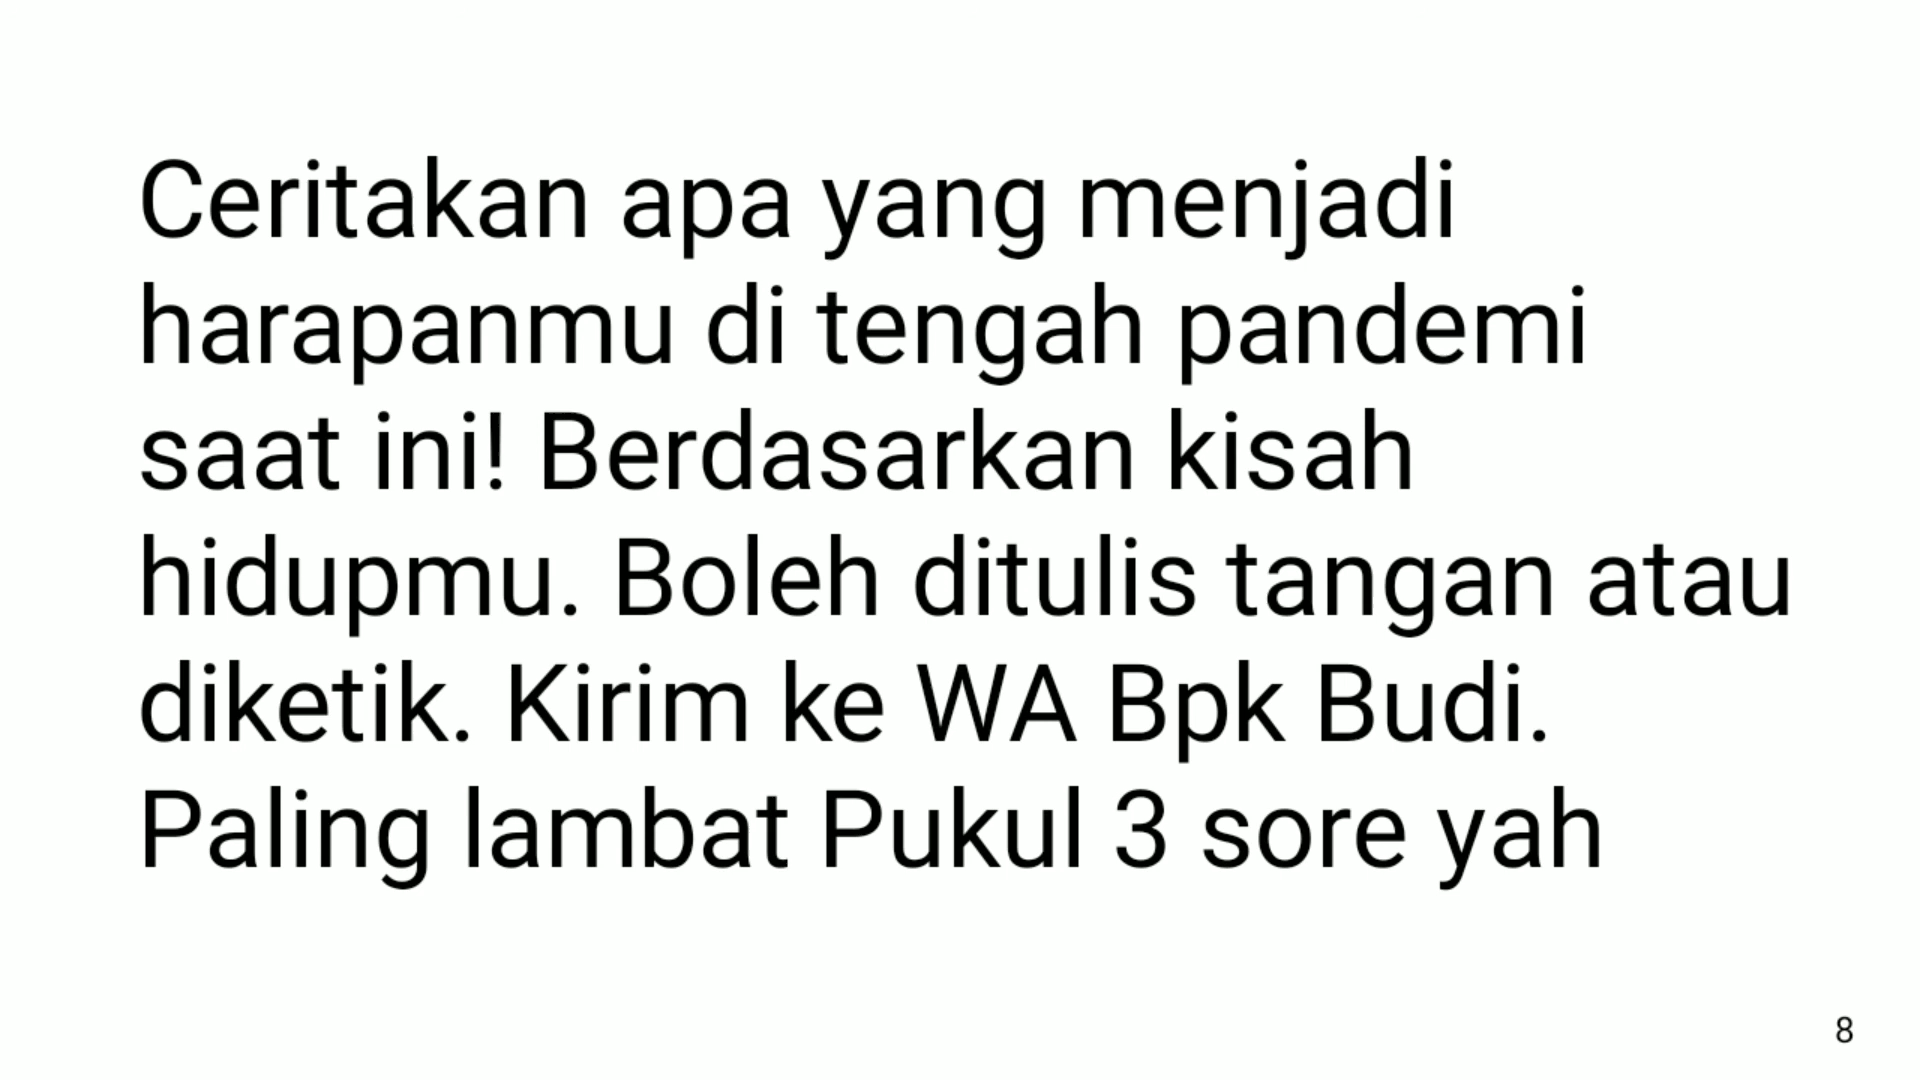 Ceritakan apa yang menjadi
harapanmu di tengah pandemi
saat ini! Berdasarkan kisah
hidupmu. Boleh ditulis tangan atau
diketik. Kirim ke WA Bpk Budi.
Paling lambat Pukul 3 sore yah
8